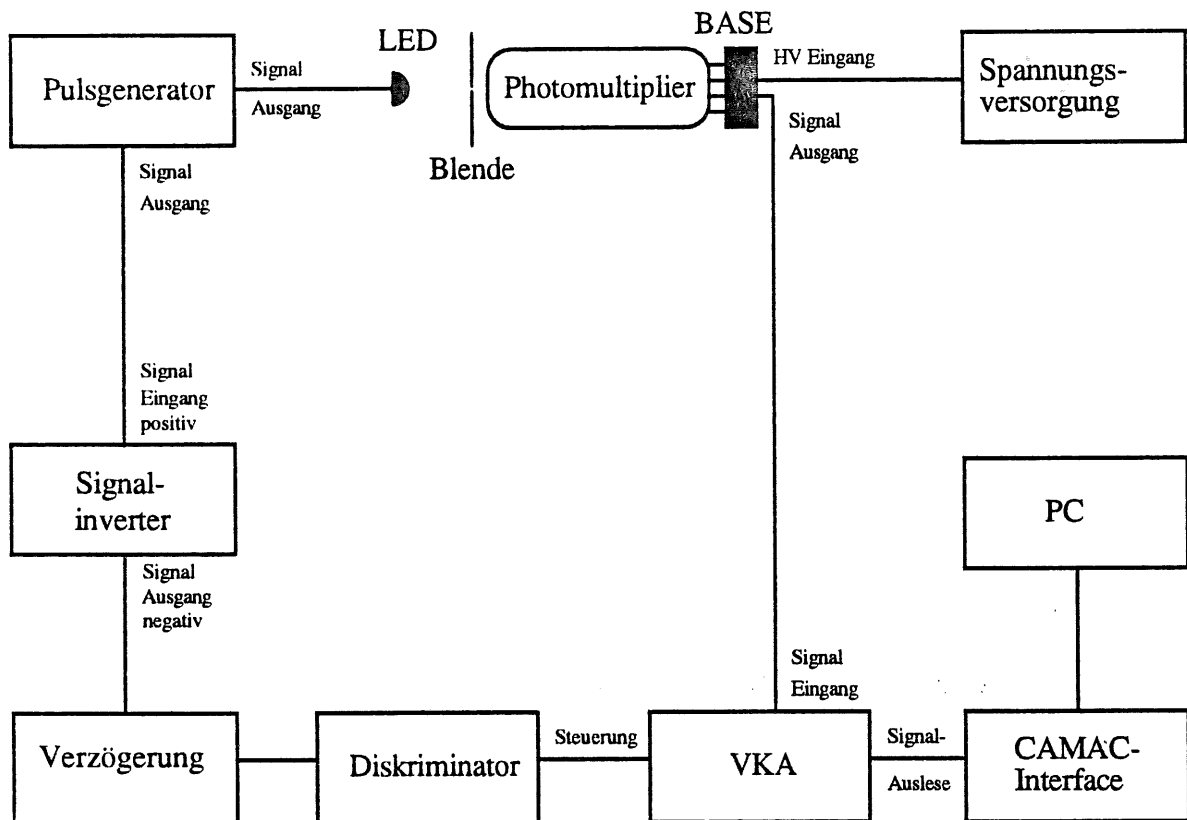 BASE
LED
HV Eingang
Signal
Ausgang
Pulsgenerator
Photomultiplier
Spannungs-
versorgung
Signal
Ausgang
Blende
Signal
Ausgang
Signal
Eingang
positiv
Signal-
inverter
PC
Signal
Ausgang
negativ
Signal
Eingang
Verzögerung
Diskriminator
Steuerung
VKA
Signal-
Auslese
CAMAC-
Interface